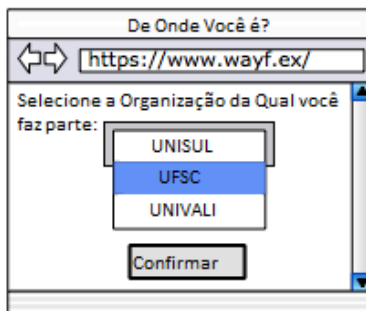 De Onde Você é?
https://www.wayf.ex/
Selecione a Organização da Qual você
faz parte:
UNISUL
UFSC
UNIVALI
Confirmar